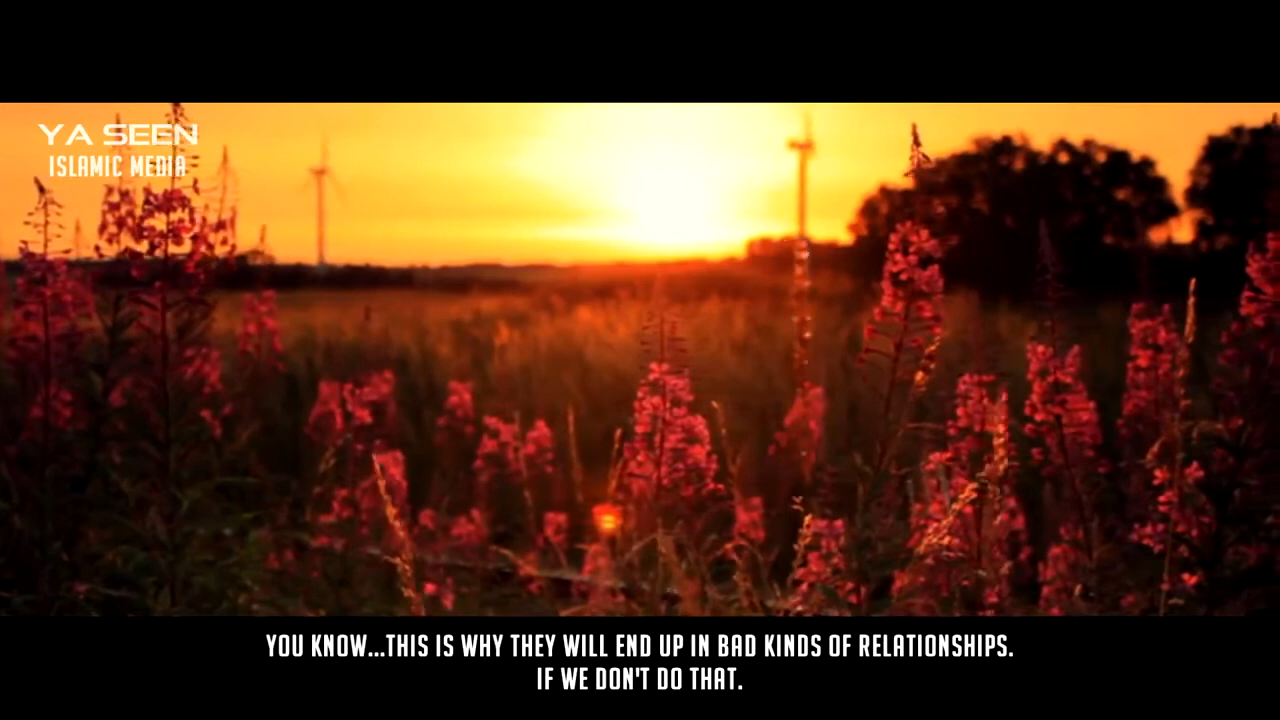 YA SEEN
ISLAMIC MEDIA
YOU KNOW...THIS IS WHY THEY WILL END UP IN BAD KINDS OF RELATIONSHIPS.
IF WE DON'T DO THAT.